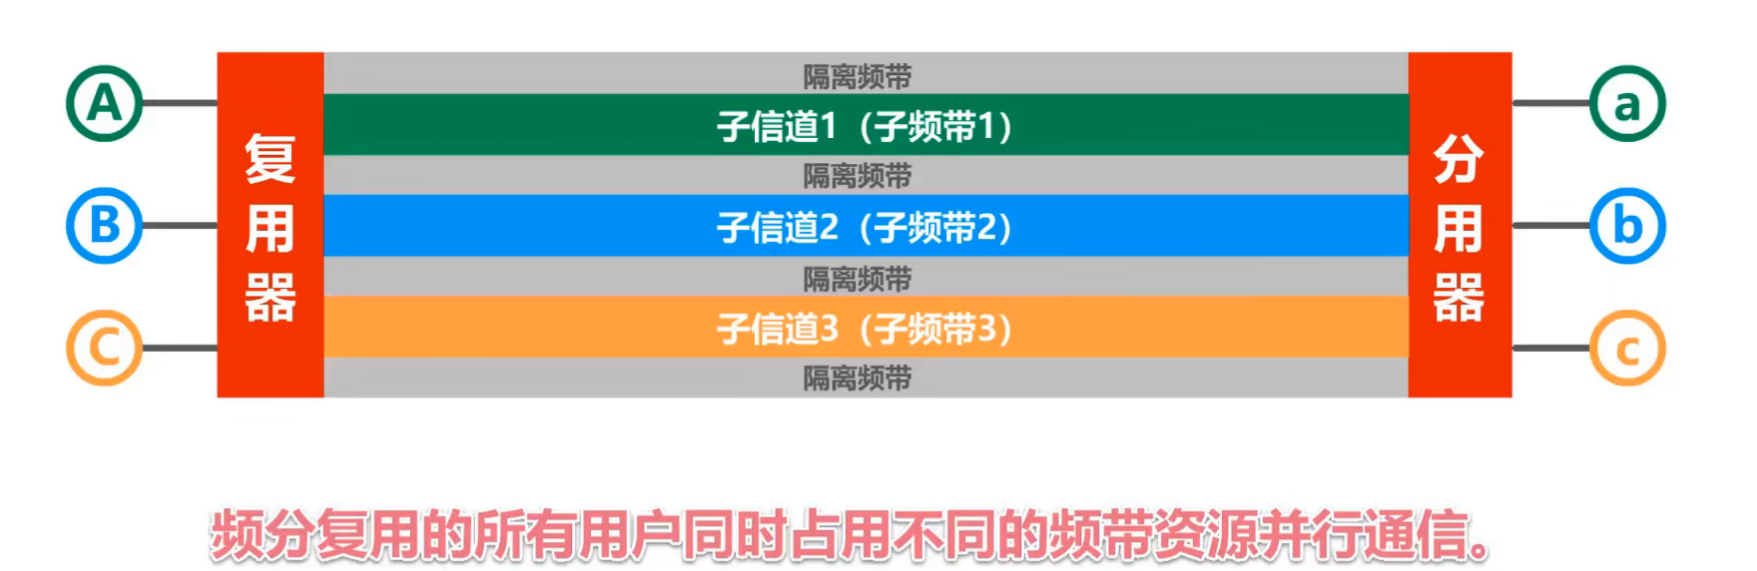 隔离频带
A
子信道1（子频带1）
a
复用器
隔离频带
分用器
B
子信道2（子频带2）
b
隔离频带
C
子信道3（子频带3）
c
隔离频带
频分复用的所有用户同时占用不同的频带资源并行通信。